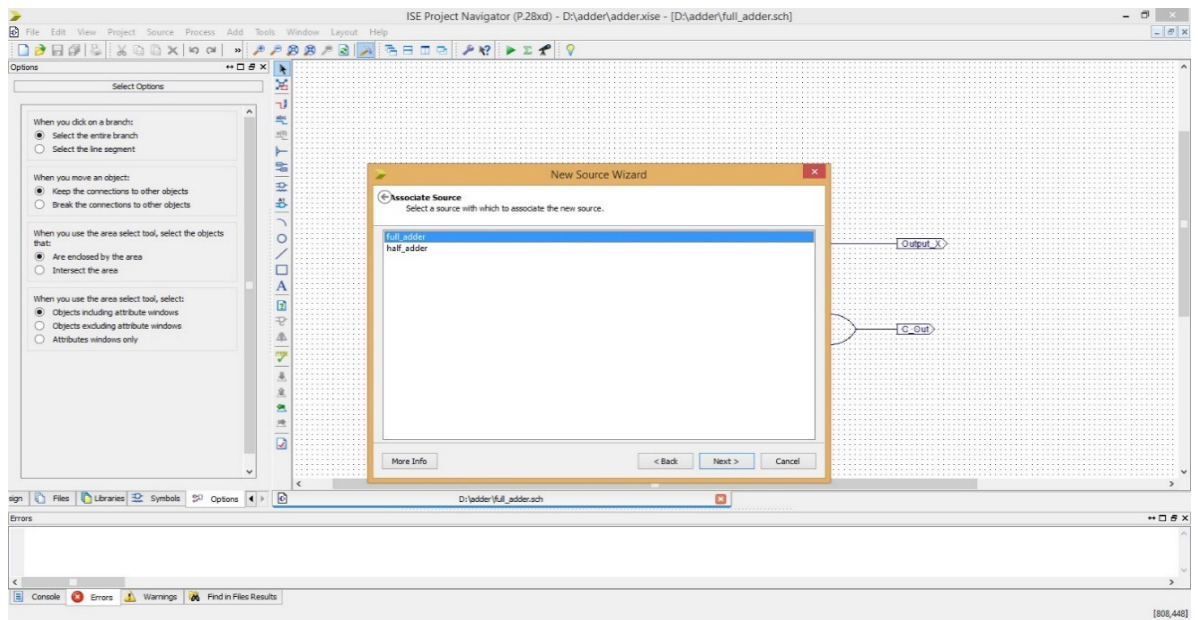 ISE Project Navigator (P.28xd) - D:\adder\adder.xise - [D:\adder\full_adder.sch]
File Edit View Project Source Process Add Tools Window Layout Help
Options
Select Options
When you click on a branch:
Select the entire branch
Select the line segment
When you move an object:
Keep the connections to other objects
Break the connections to other objects
When you use the area select tool, select the objects
that:
Are enclosed by the area
Intersect the area
When you use the area select tool, select:
Objects including attribute windows
Objects excluding attribute windows
Attributes windows only
New Source Wizard
Associate Source
Select a source with which to associate the new source.
full_adder
half_adder
More Info < Back Next > Cancel
Output_X
C_Out
sign Files Libraries Symbols Options
D:\adder\full_adder.sch
Errors
Console Errors Warnings Find in Files Results
[808,448]